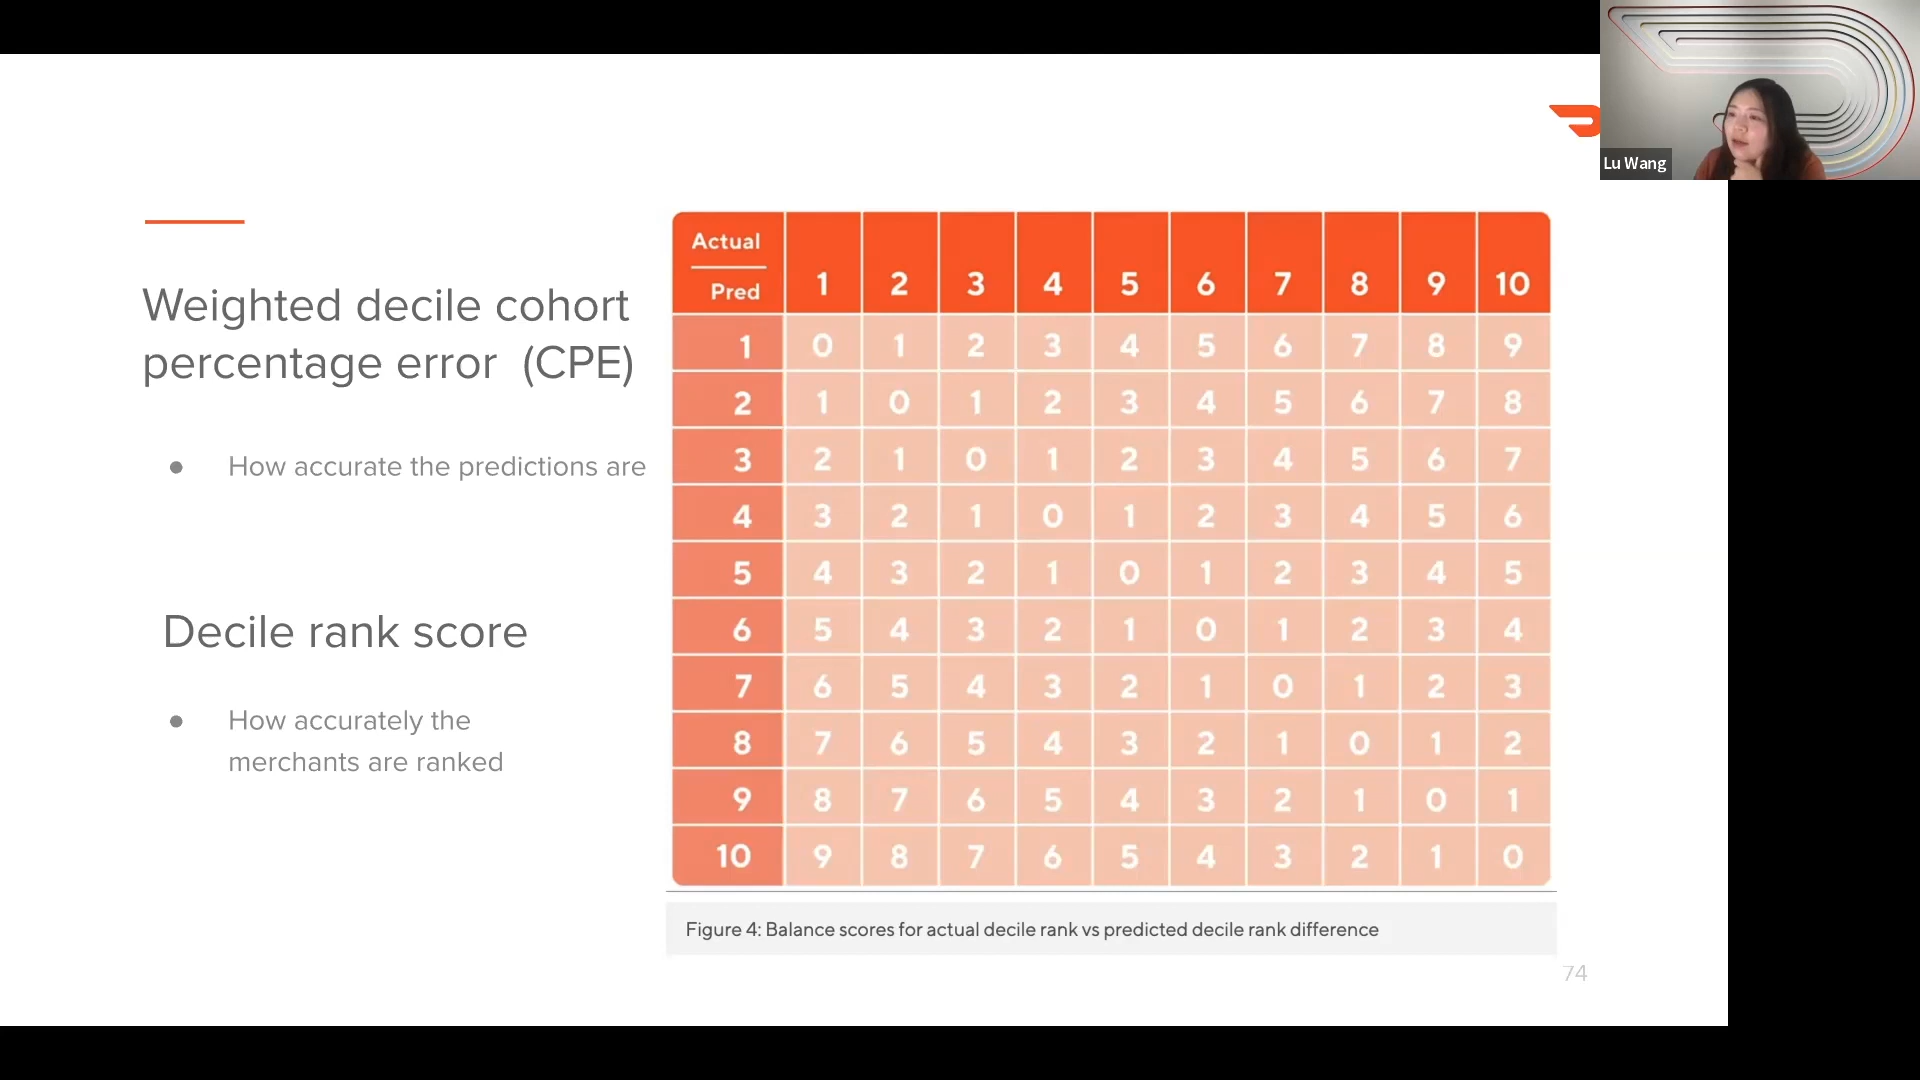 Lu Wang
Weighted decile cohort
percentage error (CPE)
● How accurate the predictions are
Decile rank score
● How accurately the
merchants are ranked
Actual
Pred
1 2 3 4 5 6 7 8 9 10
1 0 1 2 3 4 5 6 7 8 9
2 1 0 1 2 3 4 5 6 7 8
3 2 1 0 1 2 3 4 5 6 7
4 3 2 1 0 1 2 3 4 5 6
5 4 3 2 1 0 1 2 3 4 5
6 5 4 3 2 1 0 1 2 3 4
7 6 5 4 3 2 1 0 1 2 3
8 7 6 5 4 3 2 1 0 1 2
9 8 7 6 5 4 3 2 1 0 1
10 9 8 7 6 5 4 3 2 1 0
Figure 4: Balance scores for actual decile rank vs predicted decile rank difference
74